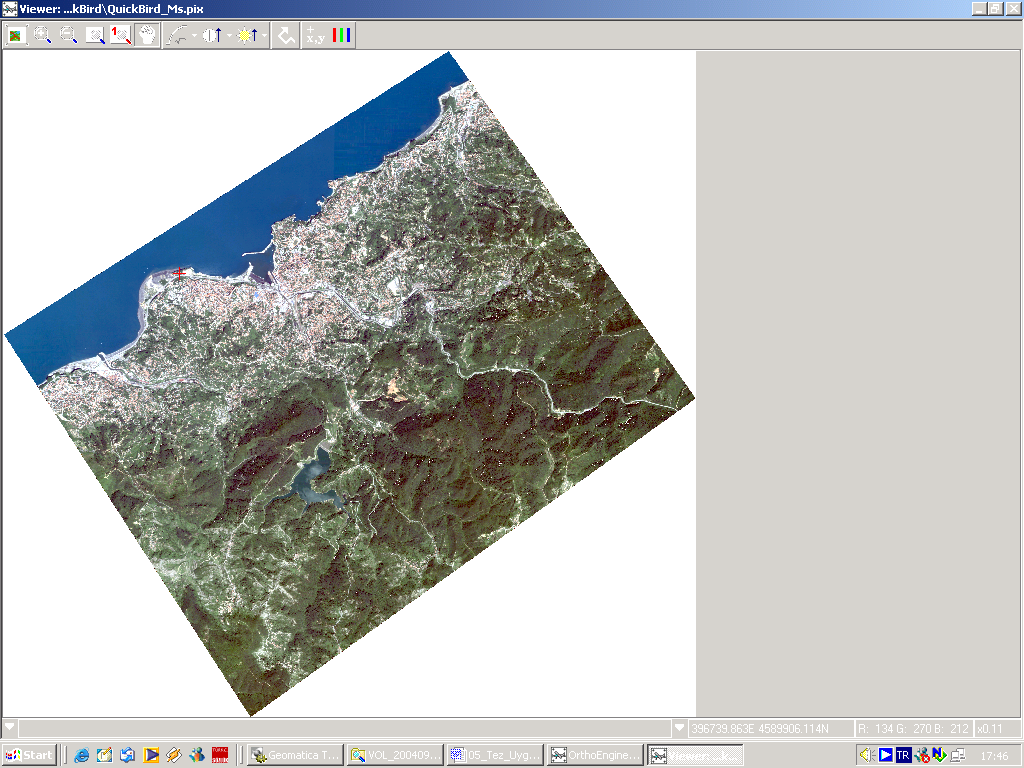 Viewer: ...kBird\QuickBird_Ms.pix
1
x,y
396739.863E 4589906.114N R: 134 G: 270 B: 212 x0.11
Start Geomatica T... VOL_200409... 05_Tez_Uyg... OrthoEngine... Viewer: ...k... TR 17:46